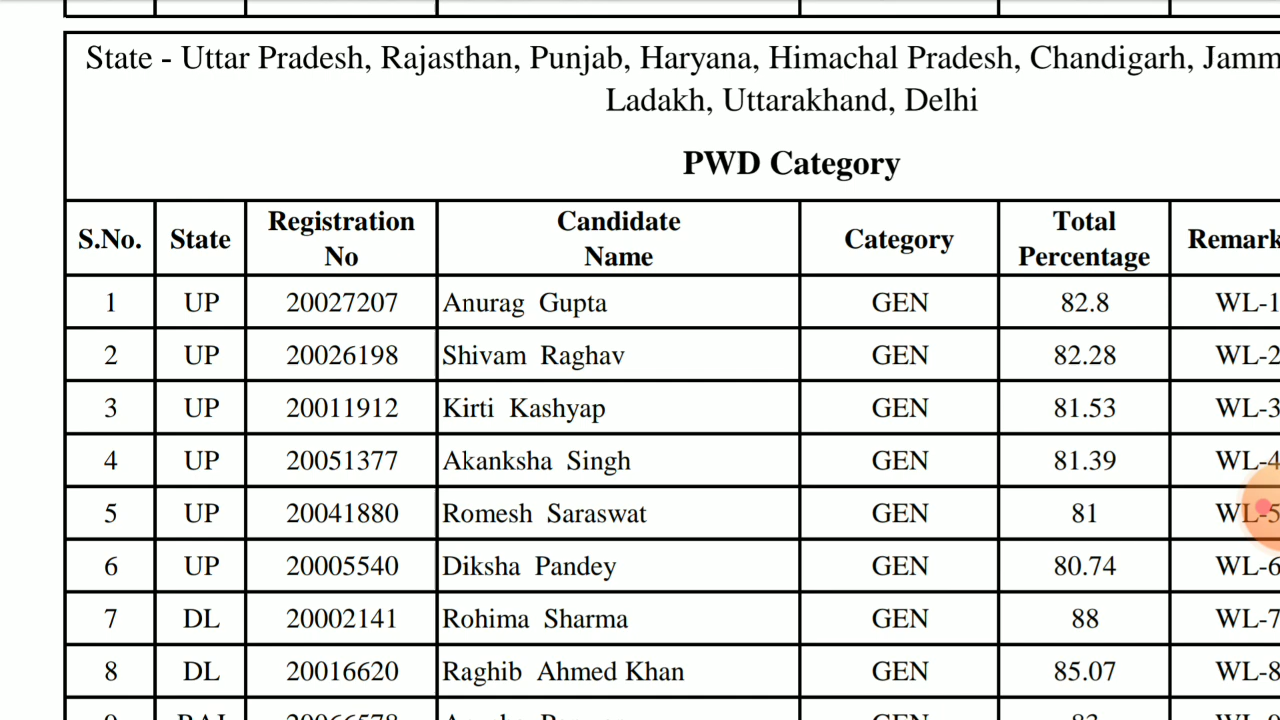 State - Uttar Pradesh, Rajasthan, Punjab, Haryana, Himachal Pradesh, Chandigarh, Jamm
Ladakh, Uttarakhand, Delhi
PWD Category
S.No. State Registration No Candidate Name Category Total Percentage Remark
1 UP 20027207 Anurag Gupta GEN 82.8 WL-1
2 UP 20026198 Shivam Raghav GEN 82.28 WL-2
3 UP 20011912 Kirti Kashyap GEN 81.53 WL-3
4 UP 20051377 Akanksha Singh GEN 81.39 WL-4
5 UP 20041880 Romesh Saraswat GEN 81 WL-5
6 UP 20005540 Diksha Pandey GEN 80.74 WL-6
7 DL 20002141 Rohima Sharma GEN 88 WL-7
8 DL 20016620 Raghib Ahmed Khan GEN 85.07 WL-8